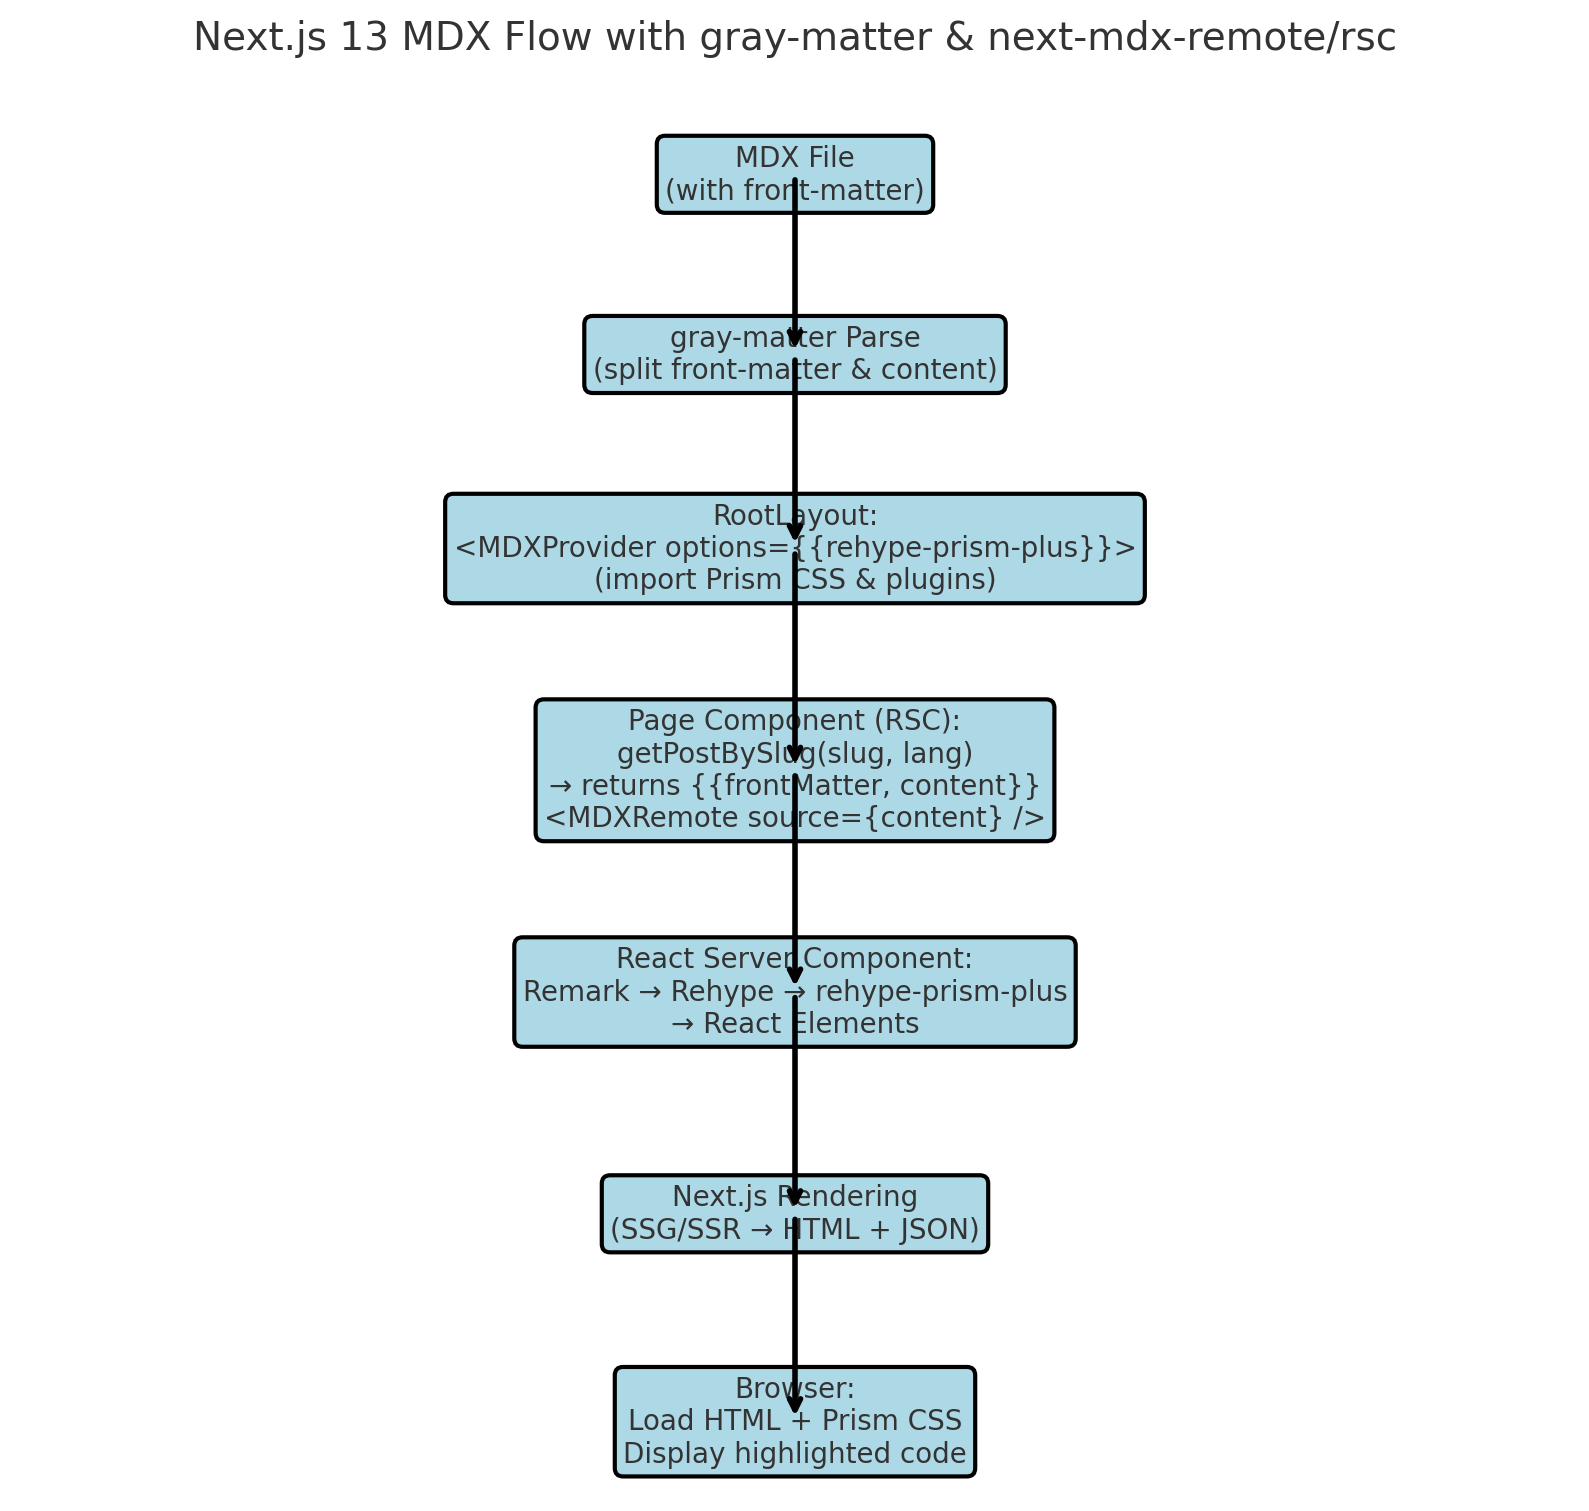 Next.js 13 MDX Flow with gray-matter & next-mdx-remote/rsc
MDX File
(with front-matter)
gray-matter Parse
(split front-matter & content)
RootLayout:
<MDXProvider options={{rehype-prism-plus}}>
(import Prism CSS & plugins)
Page Component (RSC):
getPostBySlug(slug, lang)
→ returns {{frontMatter, content}}
<MDXRemote source={content} />
React Server Component:
Remark → Rehype → rehype-prism-plus
→ React Elements
Next.js Rendering
(SSG/SSR → HTML + JSON)
Browser:
Load HTML + Prism CSS
Display highlighted code